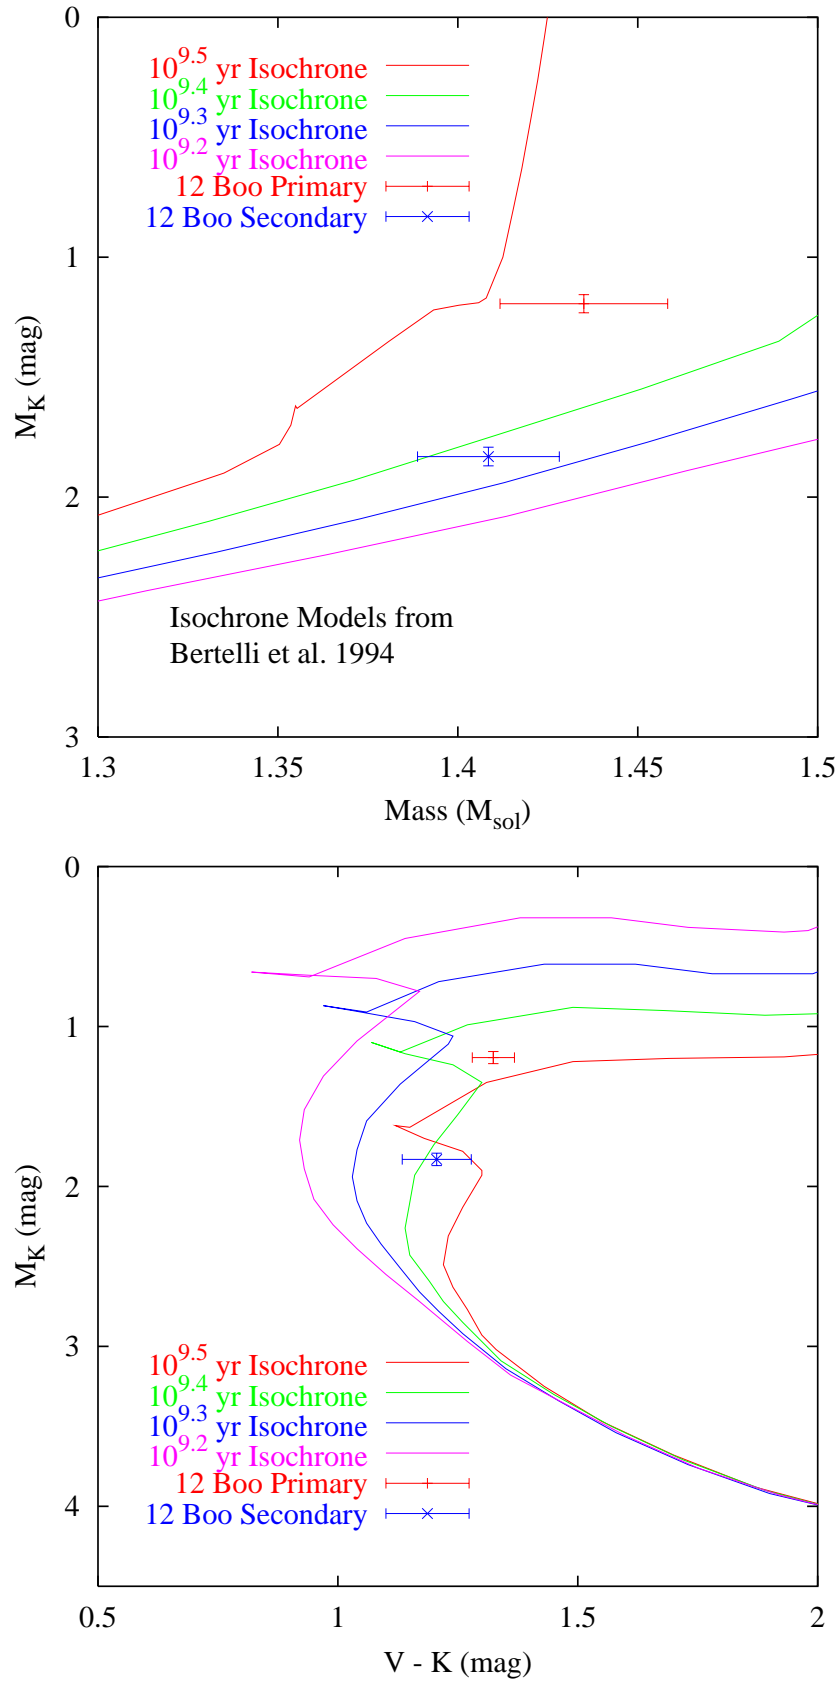 0
1
2
3
1.3
1.35
1.4
1.45
1.5
M_K (mag)
Mass (M_sol)
10^9.5 yr Isochrone
10^9.4 yr Isochrone
10^9.3 yr Isochrone
10^9.2 yr Isochrone
12 Boo Primary
12 Boo Secondary
Isochrone Models from
Bertelli et al. 1994
0
1
2
3
4
0.5
1
1.5
2
M_K (mag)
V - K (mag)
10^9.5 yr Isochrone
10^9.4 yr Isochrone
10^9.3 yr Isochrone
10^9.2 yr Isochrone
12 Boo Primary
12 Boo Secondary